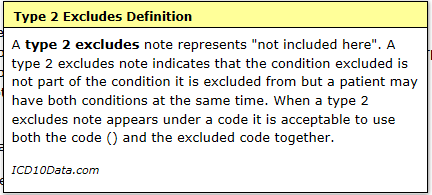 Type 2 Excludes Definition
A type 2 excludes note represents "not included here". A
type 2 excludes note indicates that the condition excluded is
not part of the condition it is excluded from but a patient may
have both conditions at the same time. When a type 2
excludes note appears under a code it is acceptable to use
both the code () and the excluded code together.
ICD10Data.com